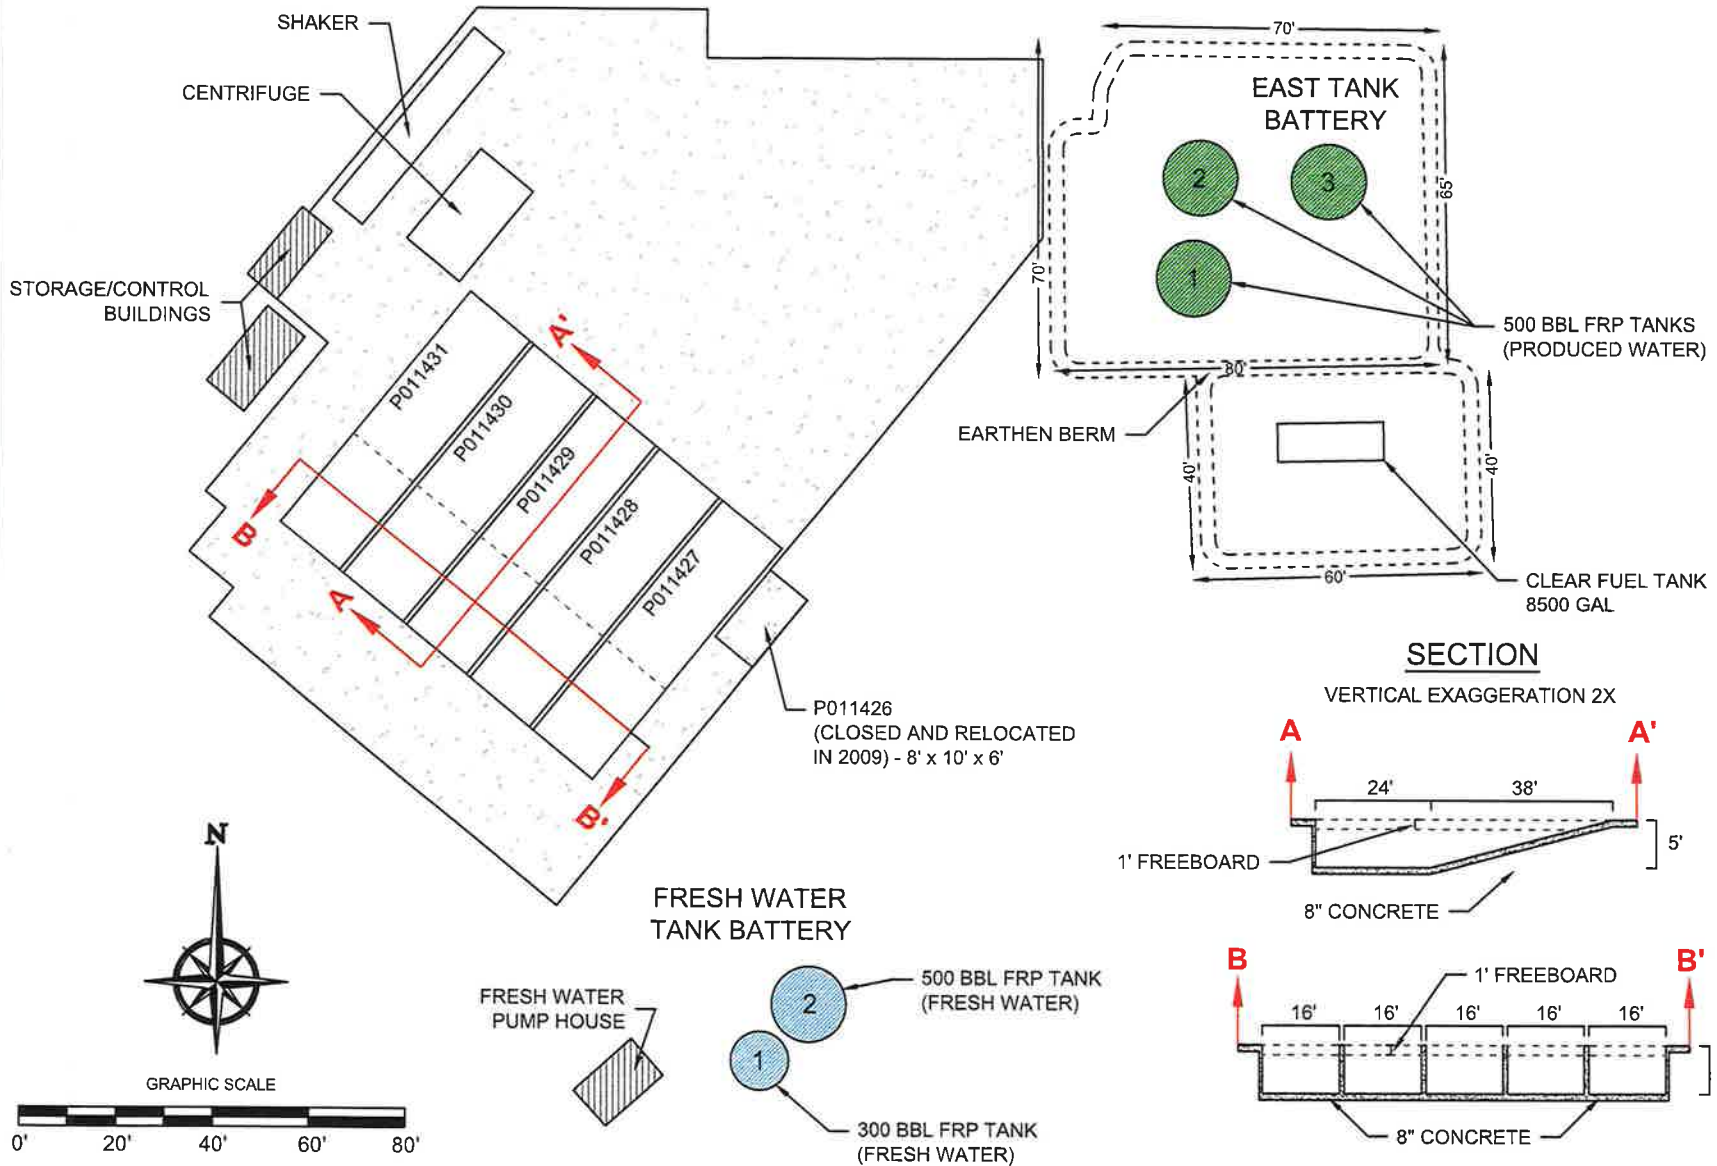 SHAKER
CENTRIFUGE
STORAGE/CONTROL
BUILDINGS
P011431
P011430
P011429
P011428
P011427
A'
A
B
B'
P011426
(CLOSED AND RELOCATED
IN 2009) - 8' x 10' x 6'
70'
EAST TANK
BATTERY
2
3
1
65'
70'
80'
500 BBL FRP TANKS
(PRODUCED WATER)
EARTHEN BERM
40'
40'
60'
CLEAR FUEL TANK
8500 GAL
SECTION
VERTICAL EXAGGERATION 2X
A
A'
24'
38'
5'
1' FREEBOARD
8" CONCRETE
B
B'
1' FREEBOARD
16'
16'
16'
16'
16'
8" CONCRETE
N
GRAPHIC SCALE
0'
20'
40'
60'
80'
FRESH WATER
TANK BATTERY
FRESH WATER
PUMP HOUSE
2
1
500 BBL FRP TANK
(FRESH WATER)
300 BBL FRP TANK
(FRESH WATER)